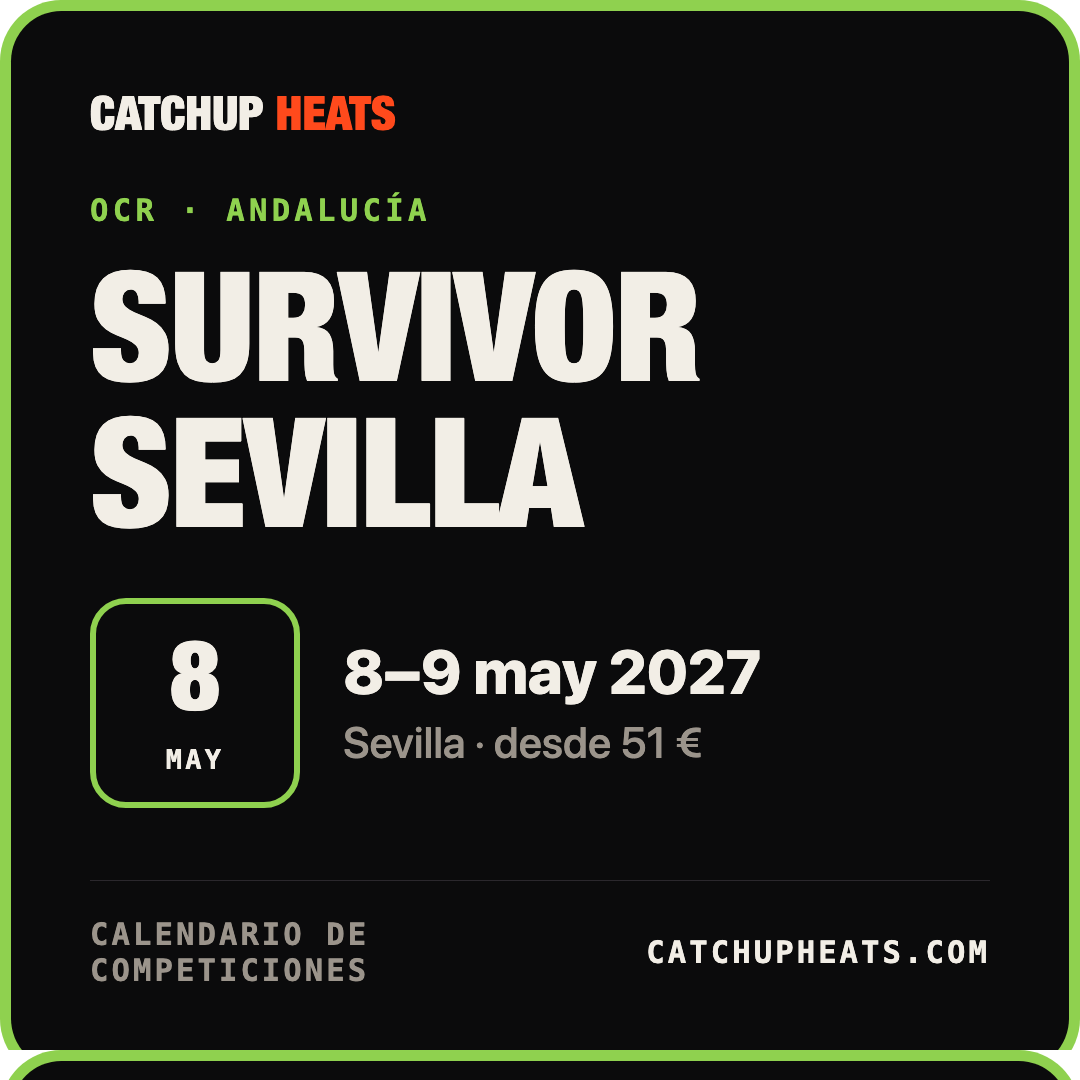 CATCHUP HEATS
OCR · ANDALUCÍA
SURVIVOR
SEVILLA
8
MAY
8–9 may 2027
Sevilla · desde 51 €
CALENDARIO DE
COMPETICIONES
CATCHUPHEATS.COM